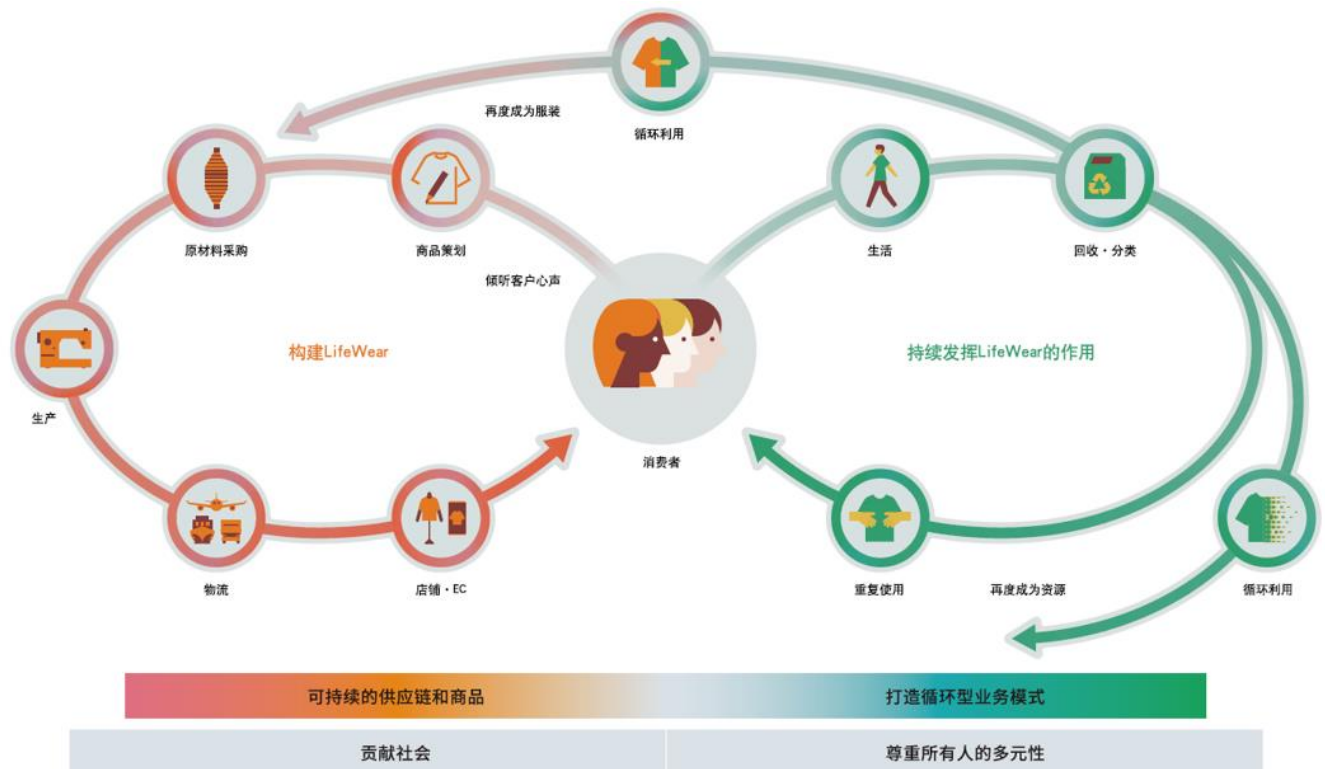 再度成为服装
循环利用
原材料采购
商品策划
生活
回收・分类
倾听客户心声
构建LifeWear
持续发挥LifeWear的作用
生产
消费者
物流
店铺・EC
重复使用
再度成为资源
循环利用
可持续的供应链和商品
打造循环型业务模式
贡献社会
尊重所有人的多元性